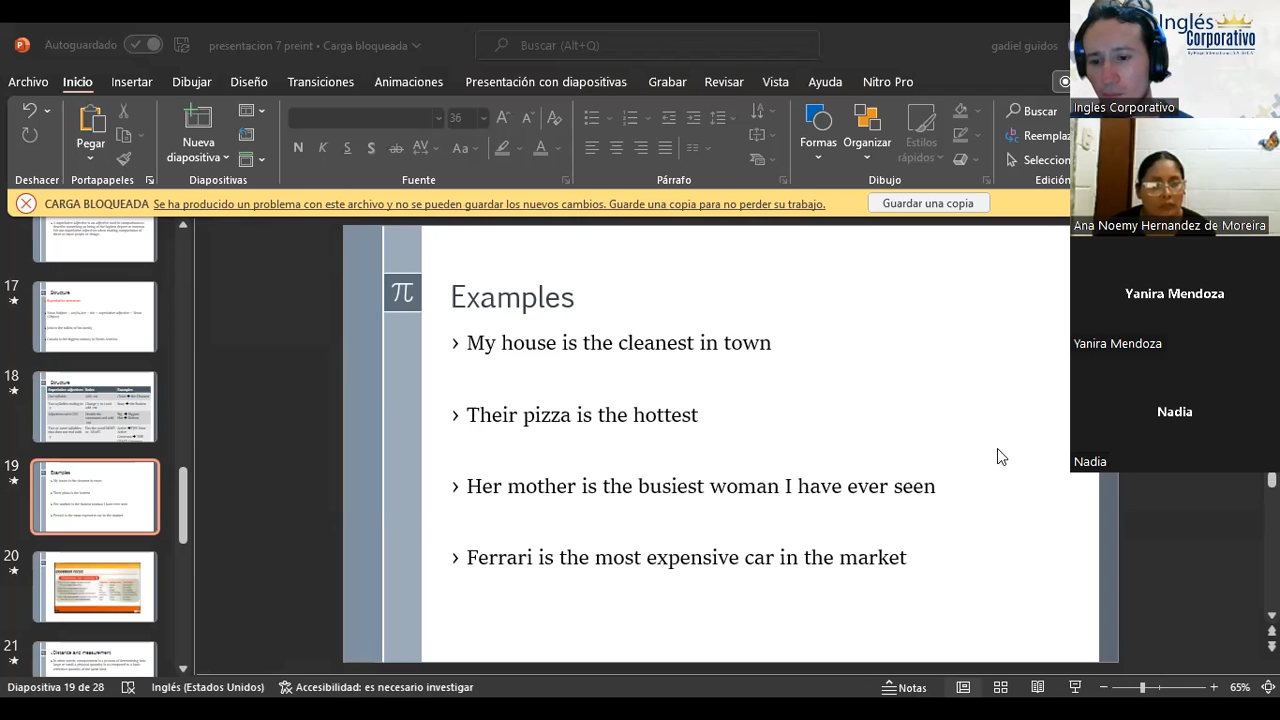 Autoguardado
presentacion 7 preint • Carga bloqueada
Buscar (Alt+Q)
gadiel guidos
Archivo Inicio Insertar Dibujar Diseño Transiciones Animaciones Presentación con diapositivas Grabar Revisar Vista Ayuda Nitro Pro
36
Pegar
Nueva
diapositiva
Formas
Organizar
Estilos
rápidos
Buscar
Reemplaz
Seleccion
Deshacer Portapapeles Diapositivas Fuente Párrafo Dibujo Edición
CARGA BLOQUEADA Se ha producido un problema con este archivo y no se pueden guardar los nuevos cambios. Guarde una copia para no perder su trabajo.
Guardar una copia
17
Structure
18
Structure
19
Examples
20
21
Distance and measurement
π
Examples
› My house is the cleanest in town
› Their pizza is the hottest
› Her mother is the busiest woman I have ever seen
› Ferrari is the most expensive car in the market
Inglés
Corporativo
Ingles Corporativo
Ana Noemy Hernandez de Moreira
Yanira Mendoza
Yanira Mendoza
Nadia
Nadia
Diapositiva 19 de 28
Inglés (Estados Unidos)
Accesibilidad: es necesario investigar
Notas
65%